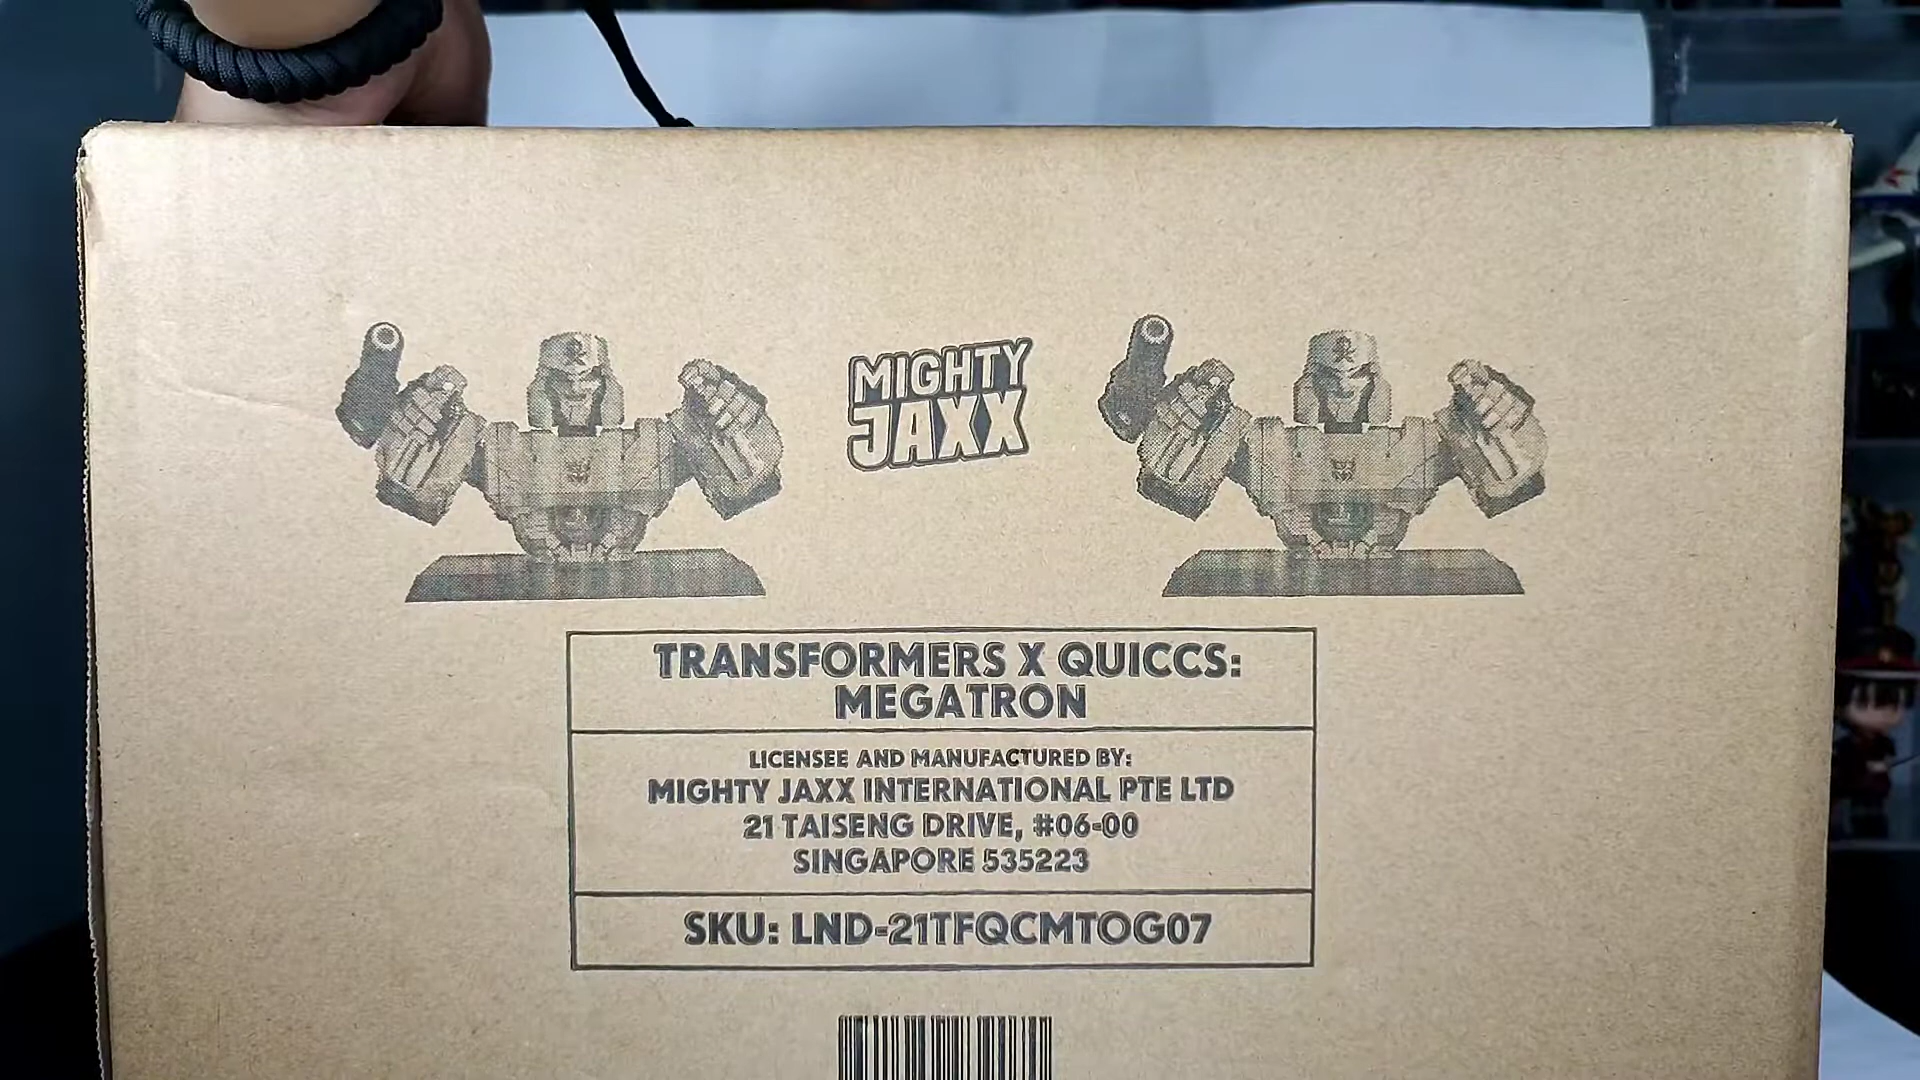 MIGHTY
JAXX
TRANSFORMERS X QUICCS:
MEGATRON
LICENSEE AND MANUFACTURED BY:
MIGHTY JAXX INTERNATIONAL PTE LTD
21 TAISENG DRIVE, #06-00
SINGAPORE 535223
SKU: LND-21TFQCMTOG07